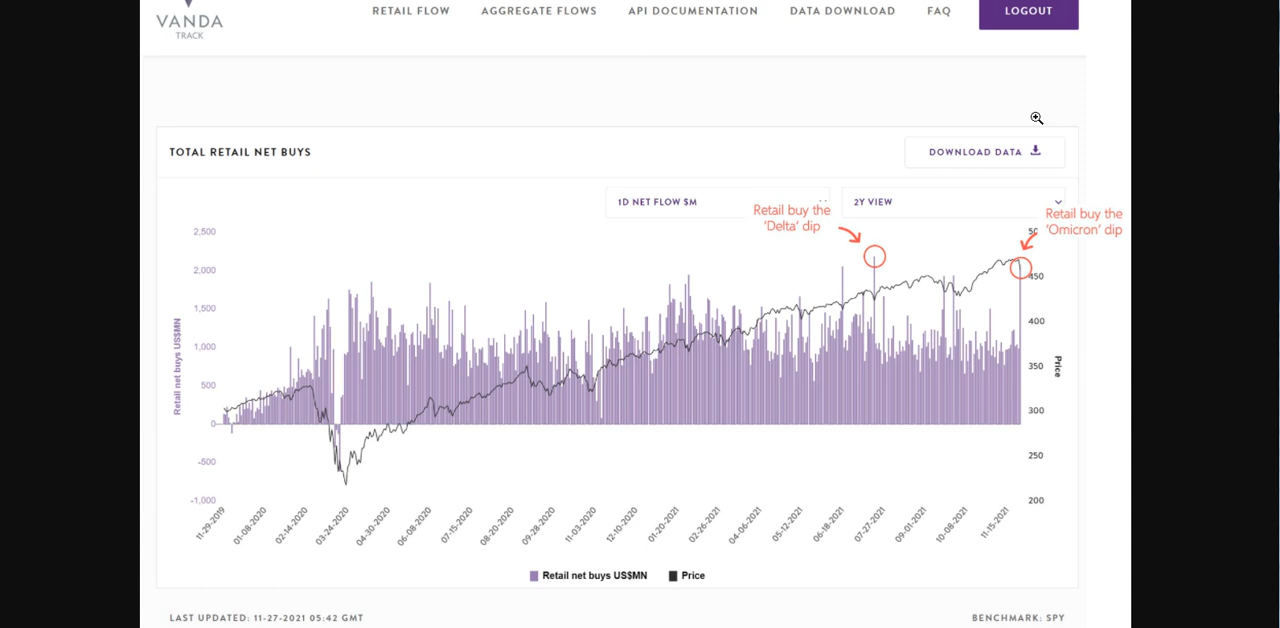 VANDA
TRACK
RETAIL FLOW AGGREGATE FLOWS API DOCUMENTATION DATA DOWNLOAD FAQ LOGOUT
TOTAL RETAIL NET BUYS
DOWNLOAD DATA
1D NET FLOW $M
2Y VIEW
Retail buy the
'Delta' dip
Retail buy the
'Omicron' dip
Retail net buys US$MN
2,500
2,000
1,500
1,000
500
0
-500
-1,000
450
400
350
300
250
200
Price
11-29-2019
01-08-2020
02-14-2020
03-24-2020
04-30-2020
06-08-2020
07-15-2020
08-20-2020
09-28-2020
11-03-2020
12-10-2020
01-20-2021
02-26-2021
04-06-2021
05-12-2021
06-18-2021
07-27-2021
09-01-2021
10-08-2021
11-15-2021
Retail net buys US$MN Price
LAST UPDATED: 11-27-2021 05:42 GMT
BENCHMARK: SPY